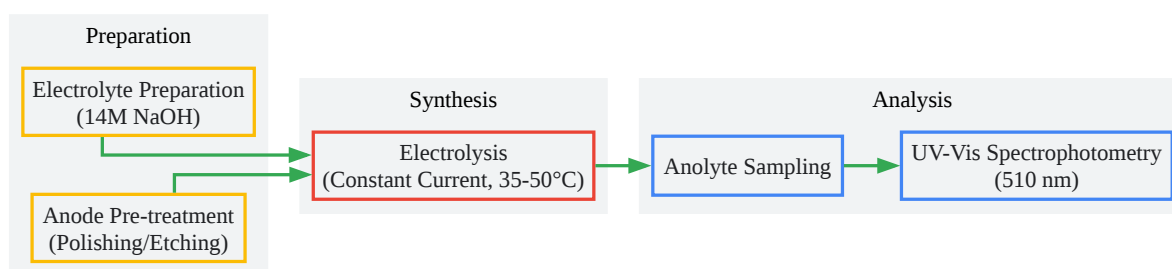 Preparation
Electrolyte Preparation
(14M NaOH)
Anode Pre-treatment
(Polishing/Etching)
Synthesis
Electrolysis
(Constant Current, 35-50°C)
Analysis
Anolyte Sampling
UV-Vis Spectrophotometry
(510 nm)